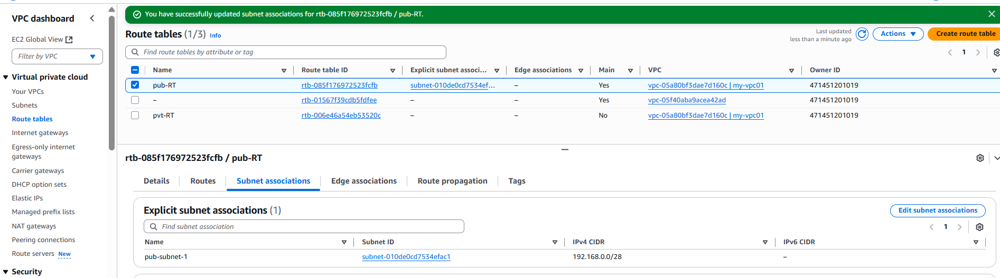 You have successfully updated subnet associations for rtb-085f176972523fcfb / pub-RT.
VPC dashboard
EC2 Global View
Filter by VPC
Virtual private cloud
Your VPCs
Subnets
Route tables
Internet gateways
Egress-only internet
gateways
Carrier gateways
DHCP option sets
Elastic IPs
Managed prefix lists
NAT gateways
Peering connections
Route servers New
Security
Route tables (1/3) Info
Last updated
less than a minute ago
Actions
Create route table
Find route tables by attribute or tag
1
Name Route table ID Explicit subnet associ... Edge associations Main VPC Owner ID
pub-RT rtb-085f176972523fcfb subnet-010de0cd7534ef... – Yes vpc-05a80bf3dae7d160c | my-vpc01 471451201019
– rtb-01567f39cdb5fdfee – – Yes vpc-05f40aba9acea42ad 471451201019
pvt-RT rtb-006e46a54eb53520c – – No vpc-05a80bf3dae7d160c | my-vpc01 471451201019
rtb-085f176972523fcfb / pub-RT
Details Routes Subnet associations Edge associations Route propagation Tags
Explicit subnet associations (1)
Edit subnet associations
Find subnet association
1
Name Subnet ID IPv4 CIDR IPv6 CIDR
pub-subnet-1 subnet-010de0cd7534efac1 192.168.0.0/28 –